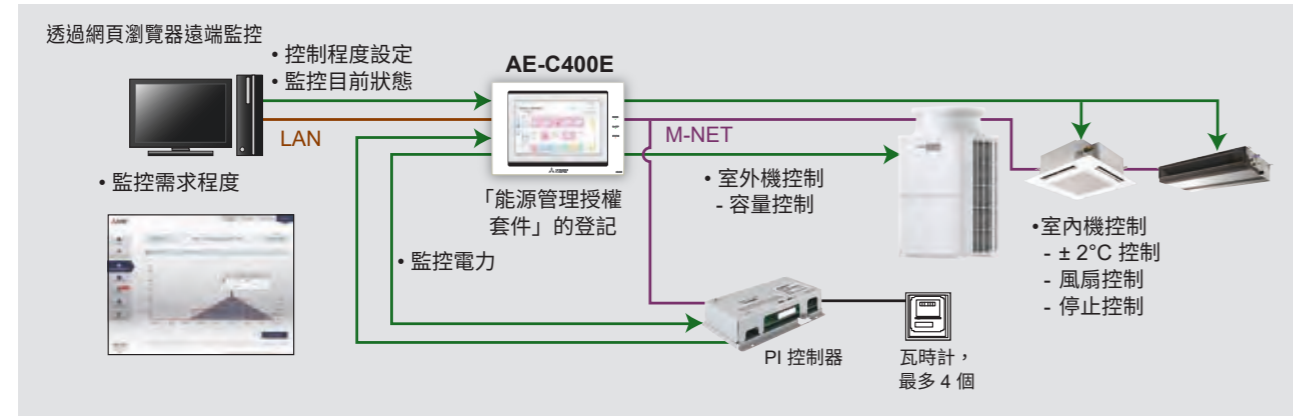 透過網頁瀏覽器遠端監控
• 控制程度設定
• 監控目前狀態
AE-C400E
LAN
M-NET
• 監控需求程度
「能源管理授權
套件」的登記
• 室外機控制
- 容量控制
•室內機控制
- ± 2°C 控制
- 風扇控制
- 停止控制
• 監控電力
PI 控制器
瓦時計，
最多 4 個